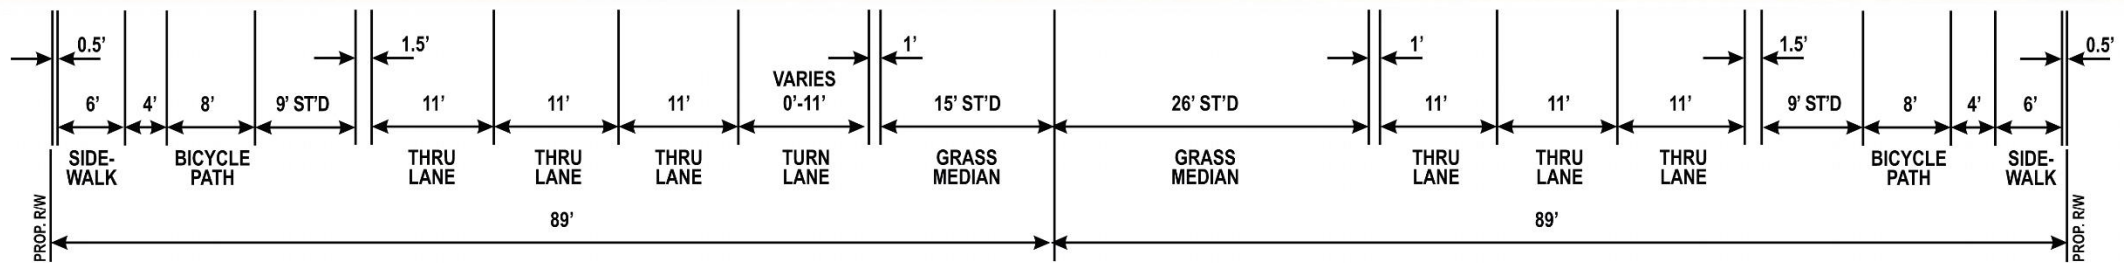 0.5' 1.5' 1' 1' 1.5' 0.5'
VARIES
6' 4' 8' 9' ST'D 11' 11' 11' 0'-11' 15' ST'D 26' ST'D 11' 11' 11' 9' ST'D 8' 4' 6'
SIDE- BICYCLE THRU THRU THRU TURN GRASS GRASS THRU THRU THRU BICYCLE SIDE-
WALK PATH LANE LANE LANE LANE MEDIAN MEDIAN LANE LANE LANE PATH WALK
PROP. R/W 89' 89' PROP. R/W